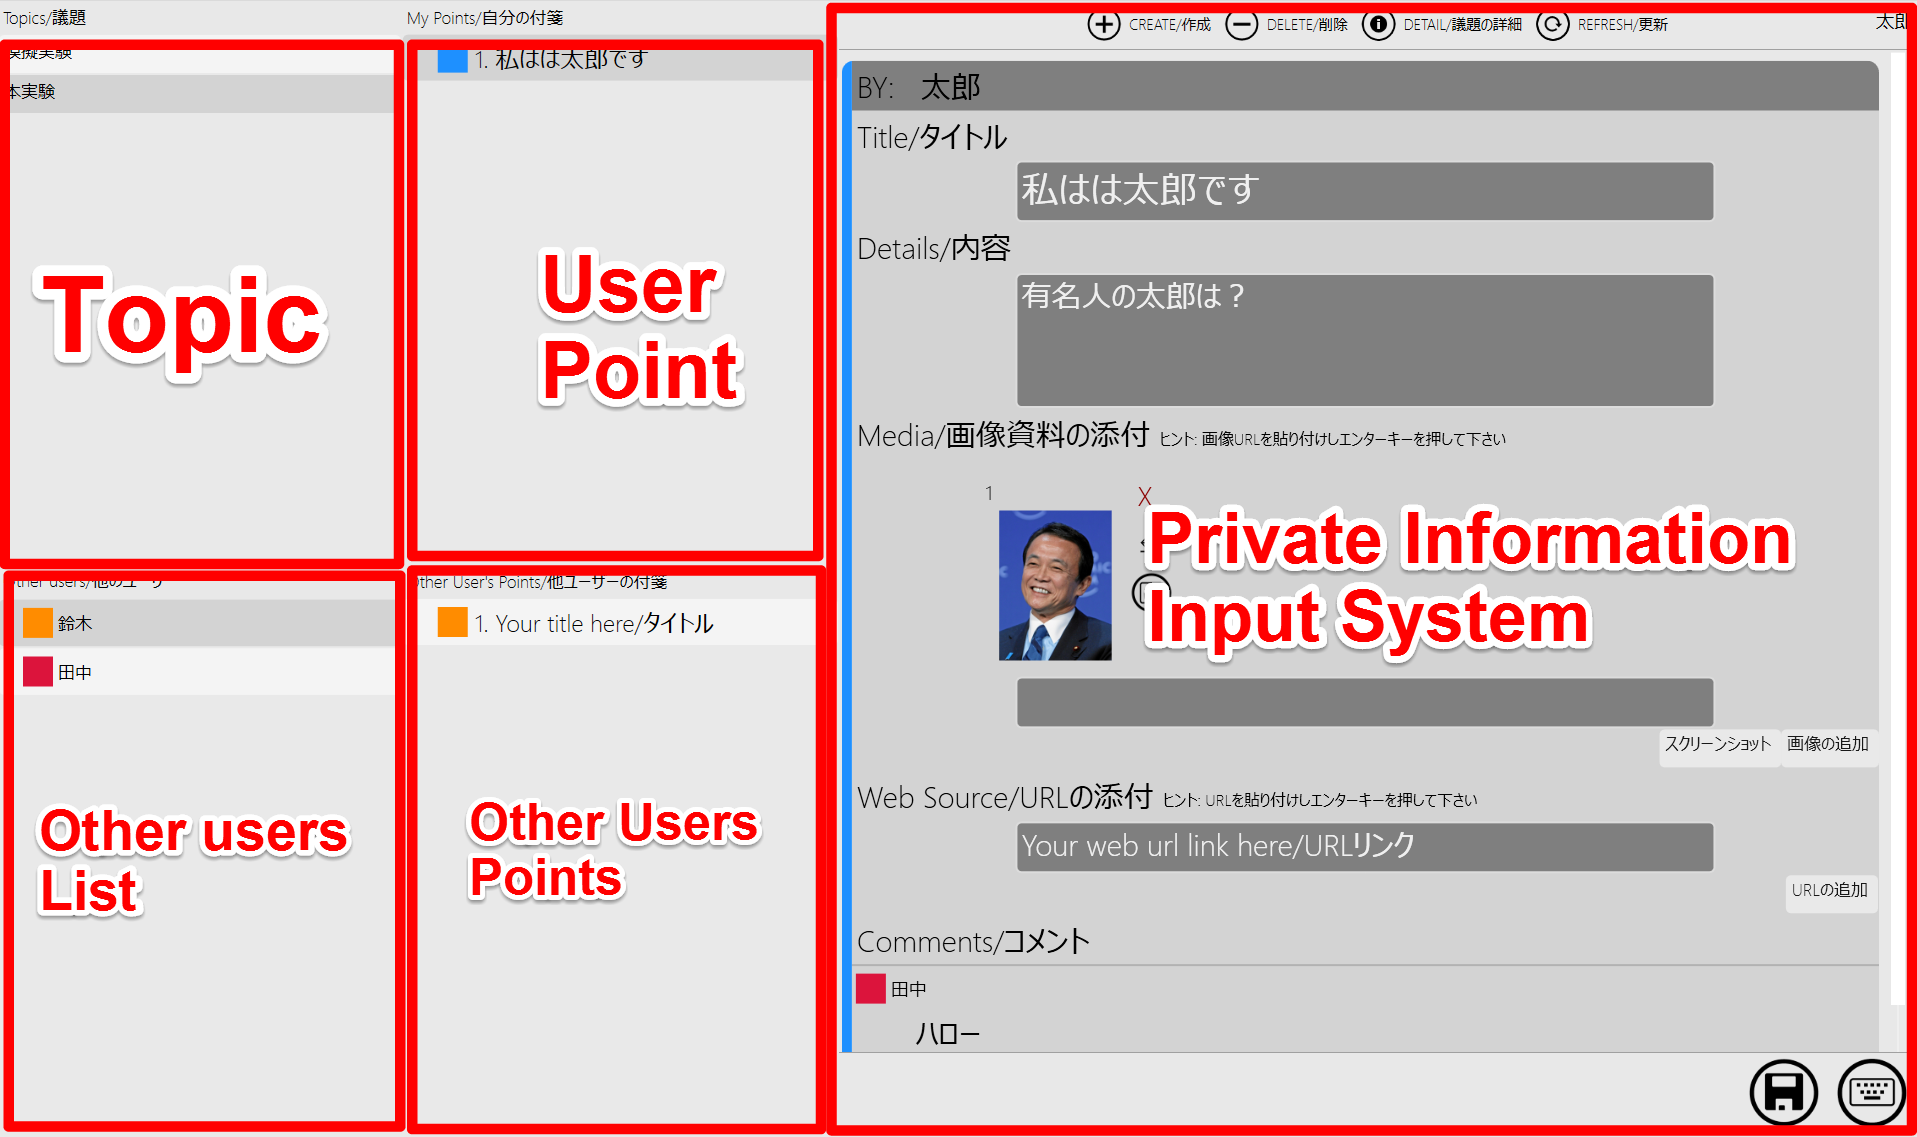 Topics/議題
模擬実験
本実験
Topic
My Points/自分の付箋
1. 私はは太郎です
User
Point
Other users/他のユーザ
鈴木
田中
Other users
List
Other User's Points/他ユーザーの付箋
1. Your title here/タイトル
Other Users
Points
CREATE/作成
DELETE/削除
DETAIL/議題の詳細
REFRESH/更新
太郎
BY: 太郎
Title/タイトル
私はは太郎です
Details/内容
有名人の太郎は？
Media/画像資料の添付 ヒント: 画像URLを貼り付けしエンターキーを押して下さい
1
X
Private Information
Input System
スクリーンショット
画像の追加
Web Source/URLの添付 ヒント: URLを貼り付けしエンターキーを押して下さい
Your web url link here/URLリンク
URLの追加
Comments/コメント
田中
ハロー